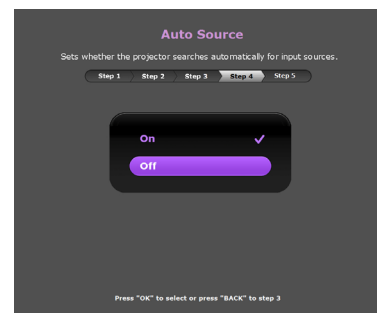 Auto Source
Sets whether the projector searches automatically for input sources.
Step 1 Step 2 Step 3 Step 4 Step 5
On
Off
Press "OK" to select or press "BACK" to step 3